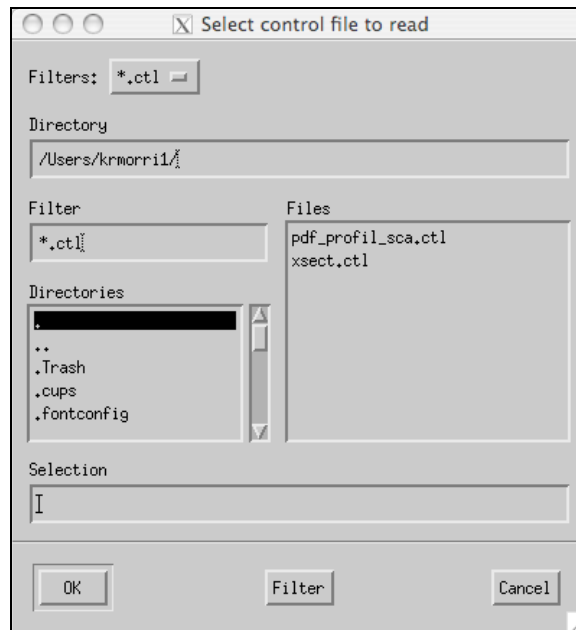 Select control file to read
Filters: *.ctl
Directory
/Users/krmorri1/
Filter
*.ctl
Files
pdf_profil_sca.ctl
xsect.ctl
Directories
.
..
.Trash
.cups
.fontconfig
Selection
OK
Filter
Cancel